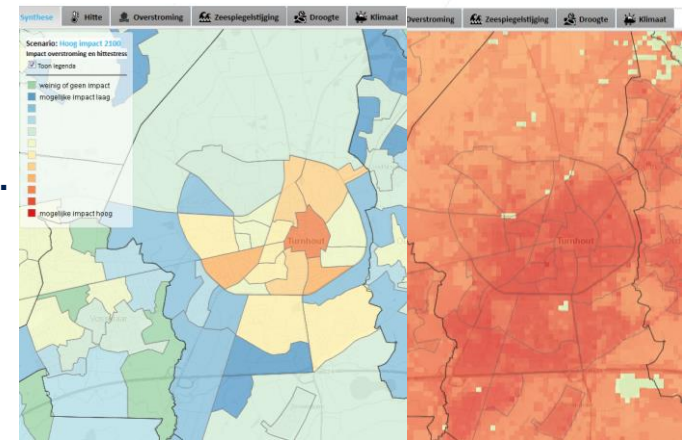 Synthese Hitte Overstroming Zeespiegelstijging Droogte Klimaat
Scenario: Hoog impact 2100
Impact overstroming en hittestress
Toon legenda
weinig of geen impact
mogelijke impact laag
mogelijke impact hoog
Turnhout
Overstroming Zeespiegelstijging Droogte Klimaat
Turnhout